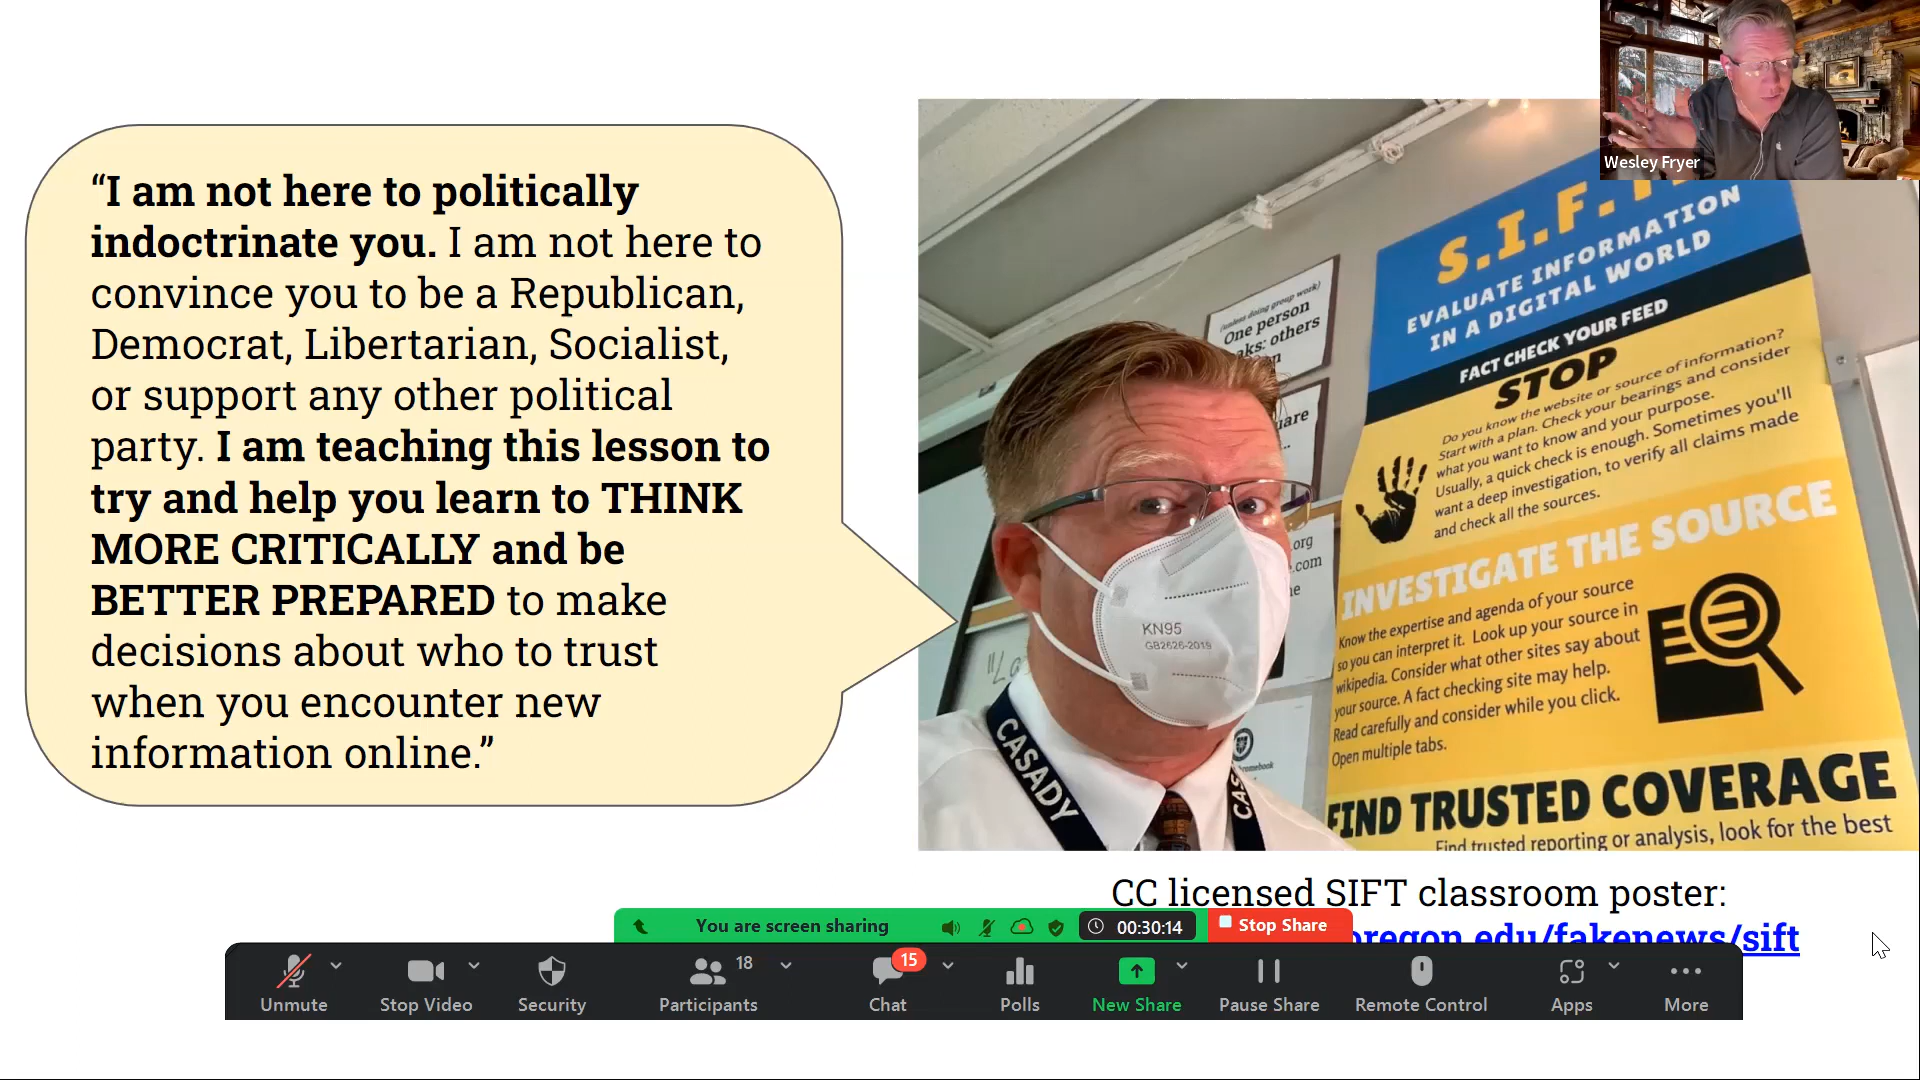 “I am not here to politically
indoctrinate you. I am not here to
convince you to be a Republican,
Democrat, Libertarian, Socialist,
or support any other political
party. I am teaching this lesson to
try and help you learn to THINK
MORE CRITICALLY and be
BETTER PREPARED to make
decisions about who to trust
when you encounter new
information online.”
Wesley Fryer
S.I.F.
EVALUATE INFORMATION
IN A DIGITAL WORLD
FACT CHECK YOUR FEED
STOP
Do you know the website or source of information?
Start with a plan. Check your bearings and consider
what you want to know and your purpose.
Usually, a quick check is enough. Sometimes you'll
want a deep investigation, to verify all claims made
and check all the sources.
INVESTIGATE THE SOURCE
Know the expertise and agenda of your source
so you can interpret it. Look up your source in
wikipedia. Consider what other sites say about
your source. A fact checking site may help.
Read carefully and consider while you click.
Open multiple tabs.
FIND TRUSTED COVERAGE
Find trusted reporting or analysis, look for the best
(unless doing group work)
One person
others
.org
.com
KN95
GB2626-2019
CASADY
CAS
CC licensed SIFT classroom poster:
oregon.edu/fakenews/sift
You are screen sharing
00:30:14
Stop Share
Unmute
Stop Video
Security
Participants
18
Chat
15
Polls
New Share
Pause Share
Remote Control
Apps
More